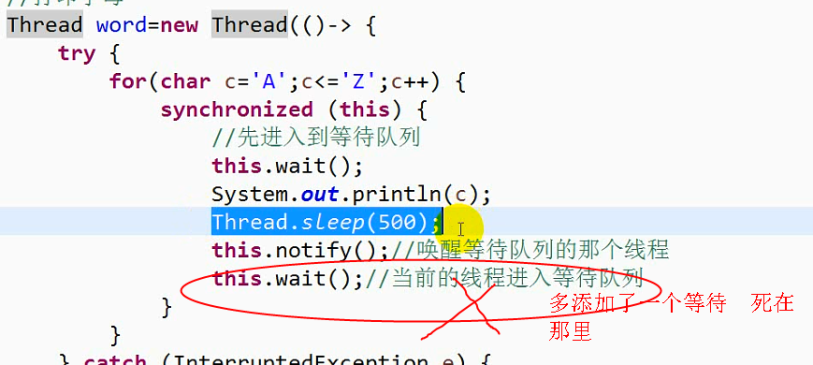 //打印字母
Thread word=new Thread(()-> {
try {
for(char c='A';c<='Z';c++) {
synchronized (this) {
//先进入到等待队列
this.wait();
System.out.println(c);
Thread.sleep(500);
this.notify();//唤醒等待队列的那个线程
this.wait();//当前的线程进入等待队列
}
多添加了一个等待 死在
那里
}
} catch (InterruptedException e) {